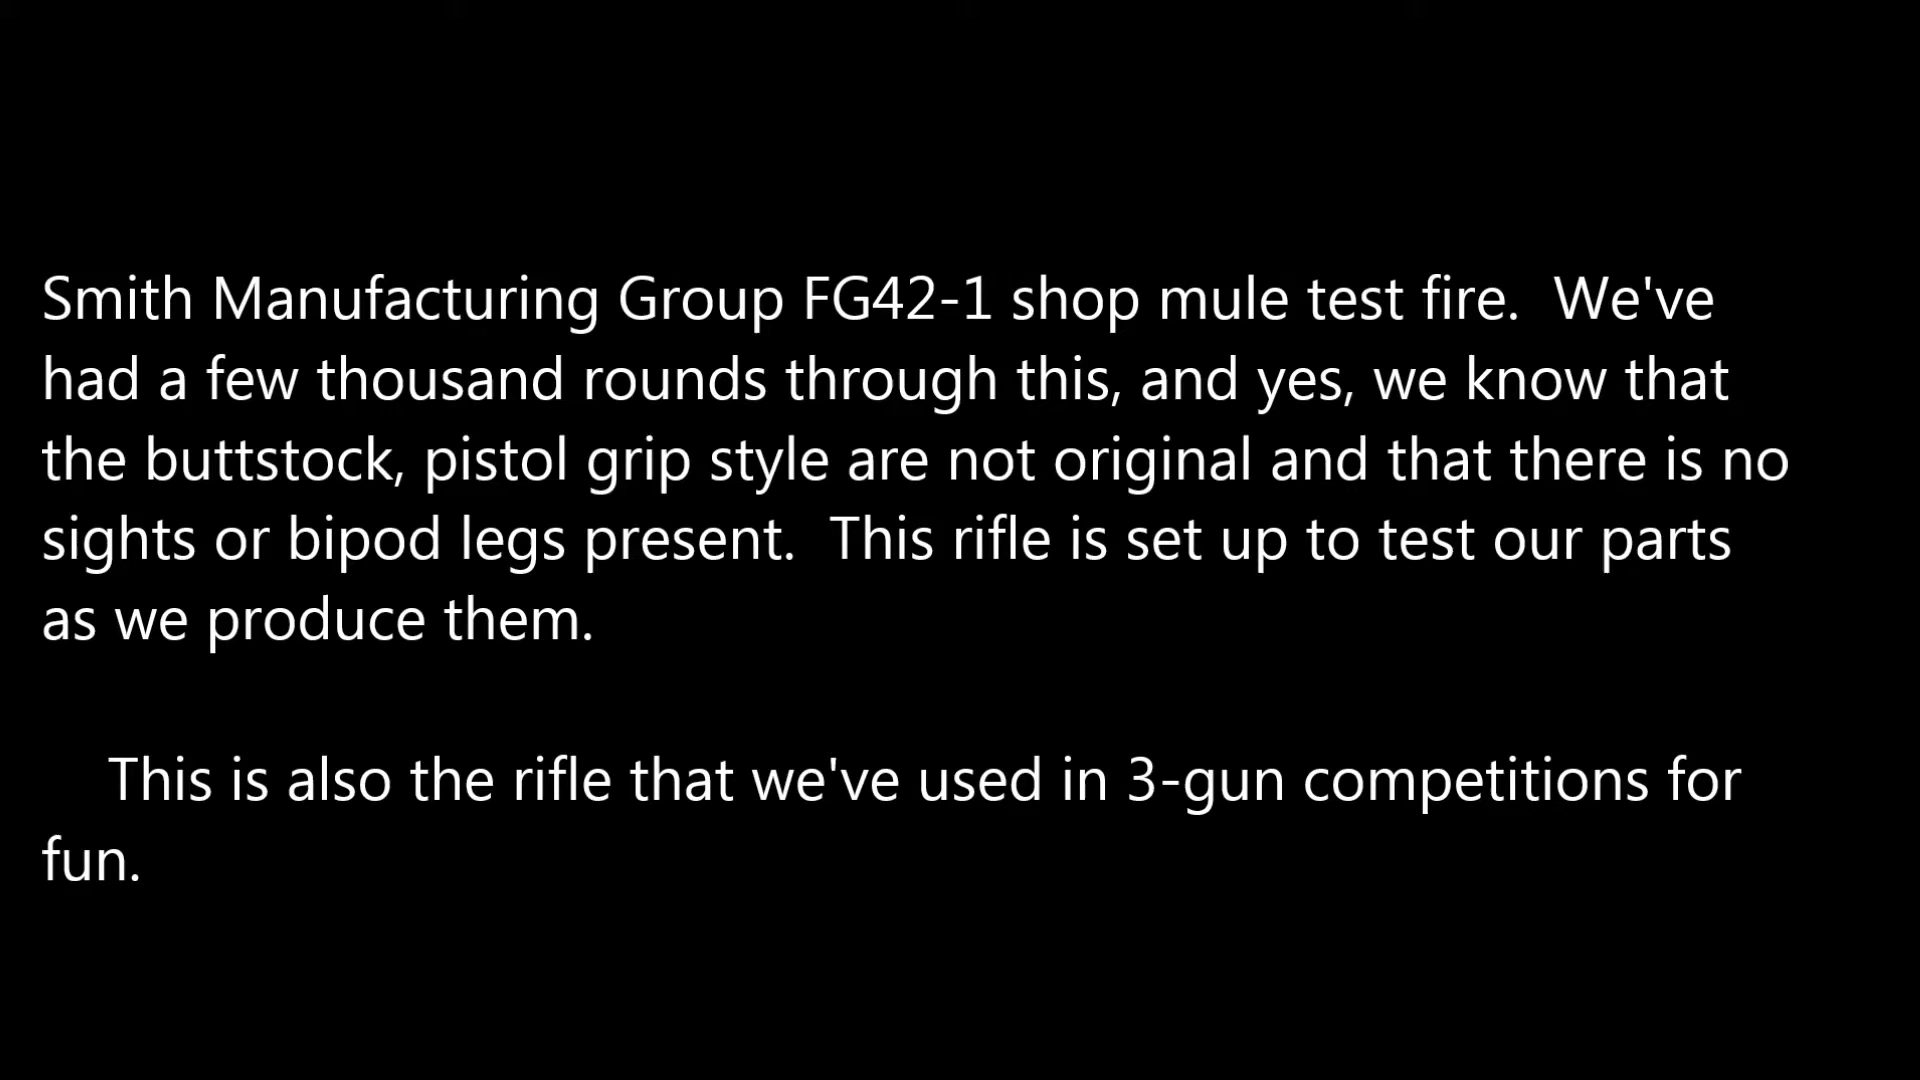 Smith Manufacturing Group FG42-1 shop mule test fire.  We've
had a few thousand rounds through this, and yes, we know that
the buttstock, pistol grip style are not original and that there is no
sights or bipod legs present.  This rifle is set up to test our parts
as we produce them.
This is also the rifle that we've used in 3-gun competitions for
fun.